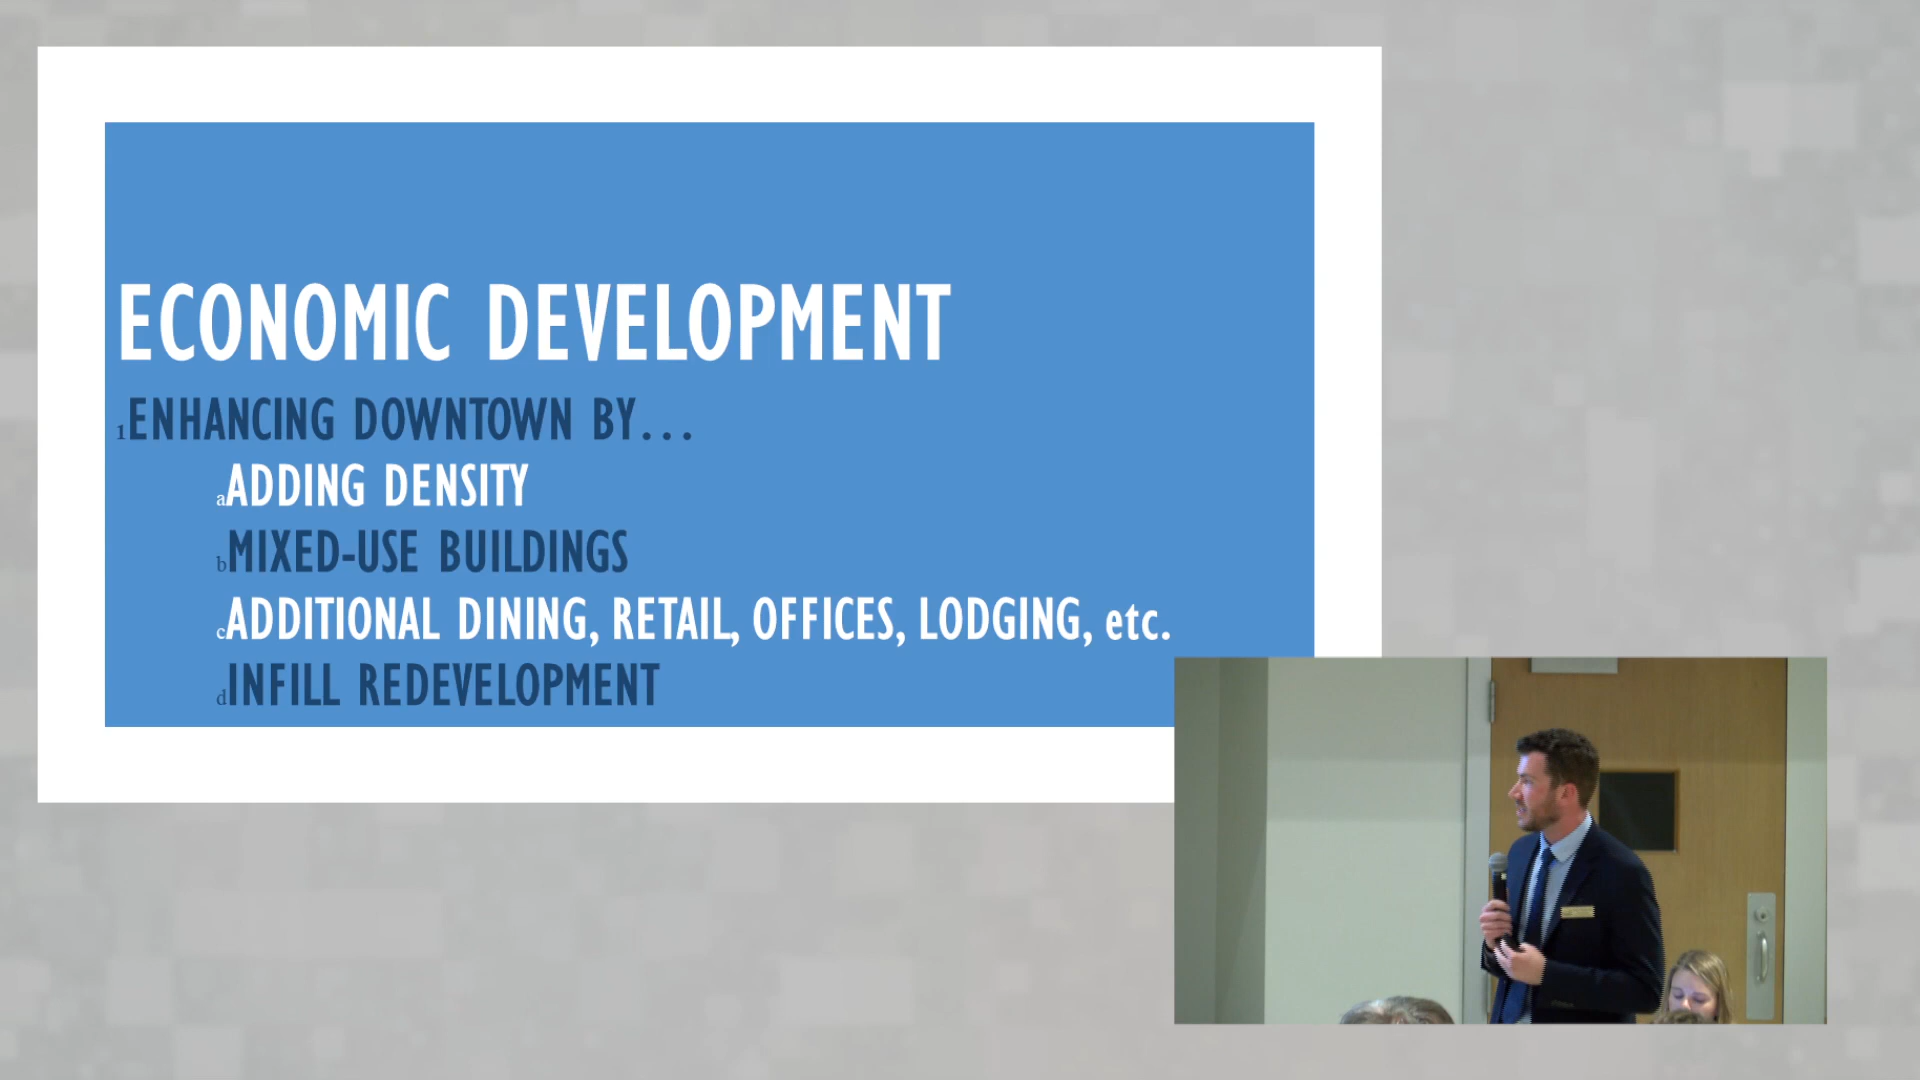 ECONOMIC DEVELOPMENT
1ENHANCING DOWNTOWN BY...
aADDING DENSITY
bMIXED-USE BUILDINGS
cADDITIONAL DINING, RETAIL, OFFICES, LODGING, etc.
dINFILL REDEVELOPMENT